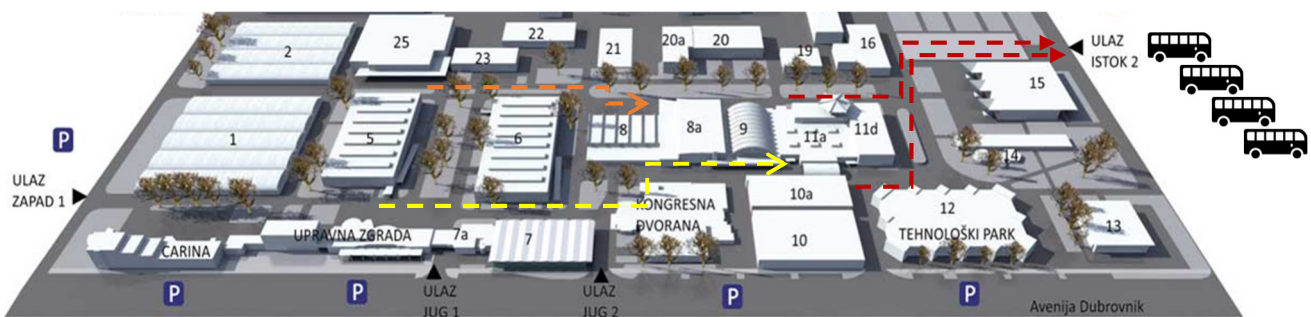 2
25
22
23
21
20a
20
19
16
ULAZ
ISTOK 2
15
1
5
6
8
8a
9
11a
11d
14
P
ULAZ
ZAPAD 1
KONGRESNA
DVORANA
10a
10
12
TEHNOLOŠKI PARK
13
CARINA
UPRAVNA ZGRADA
7a
7
P
P
ULAZ
JUG 1
ULAZ
JUG 2
P
P
Avenija Dubrovnik